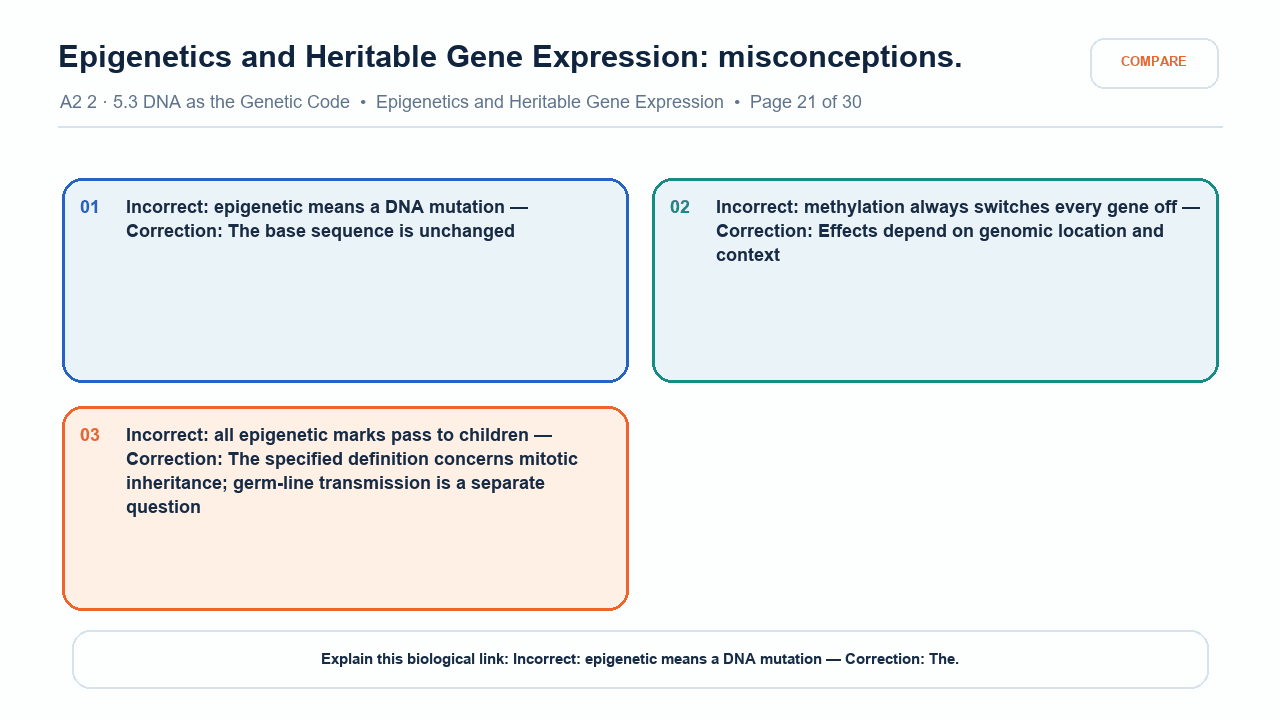 Epigenetics and Heritable Gene Expression: misconceptions.
COMPARE
A2 2 · 5.3 DNA as the Genetic Code • Epigenetics and Heritable Gene Expression • Page 21 of 30
01
Incorrect: epigenetic means a DNA mutation —
Correction: The base sequence is unchanged
02
Incorrect: methylation always switches every gene off —
Correction: Effects depend on genomic location and
context
03
Incorrect: all epigenetic marks pass to children —
Correction: The specified definition concerns mitotic
inheritance; germ-line transmission is a separate
question
Explain this biological link: Incorrect: epigenetic means a DNA mutation — Correction: The.